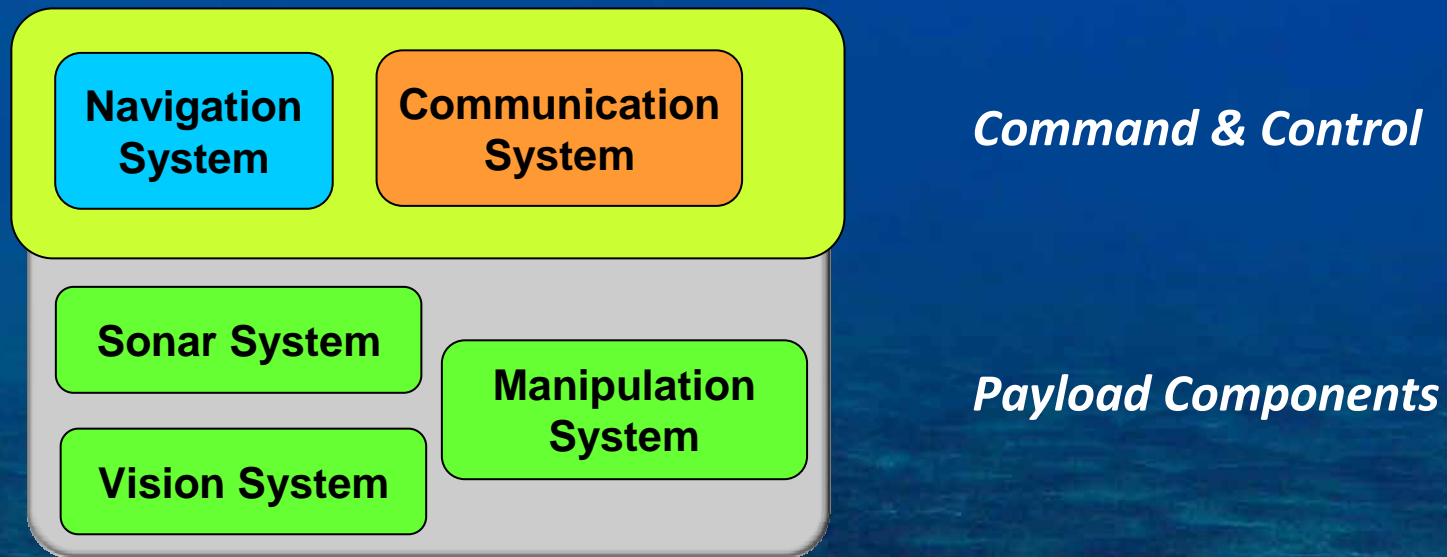 Navigation
System
Communication
System
Command & Control
Sonar System
Manipulation
System
Vision System
Payload Components